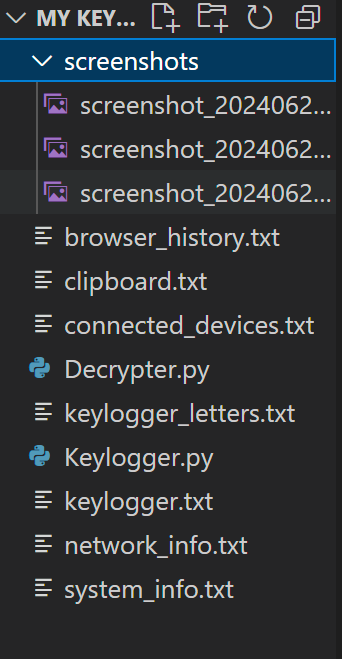 MY KEY...
screenshots
screenshot_2024062...
screenshot_2024062...
screenshot_2024062...
browser_history.txt
clipboard.txt
connected_devices.txt
Decrypter.py
keylogger_letters.txt
Keylogger.py
keylogger.txt
network_info.txt
system_info.txt